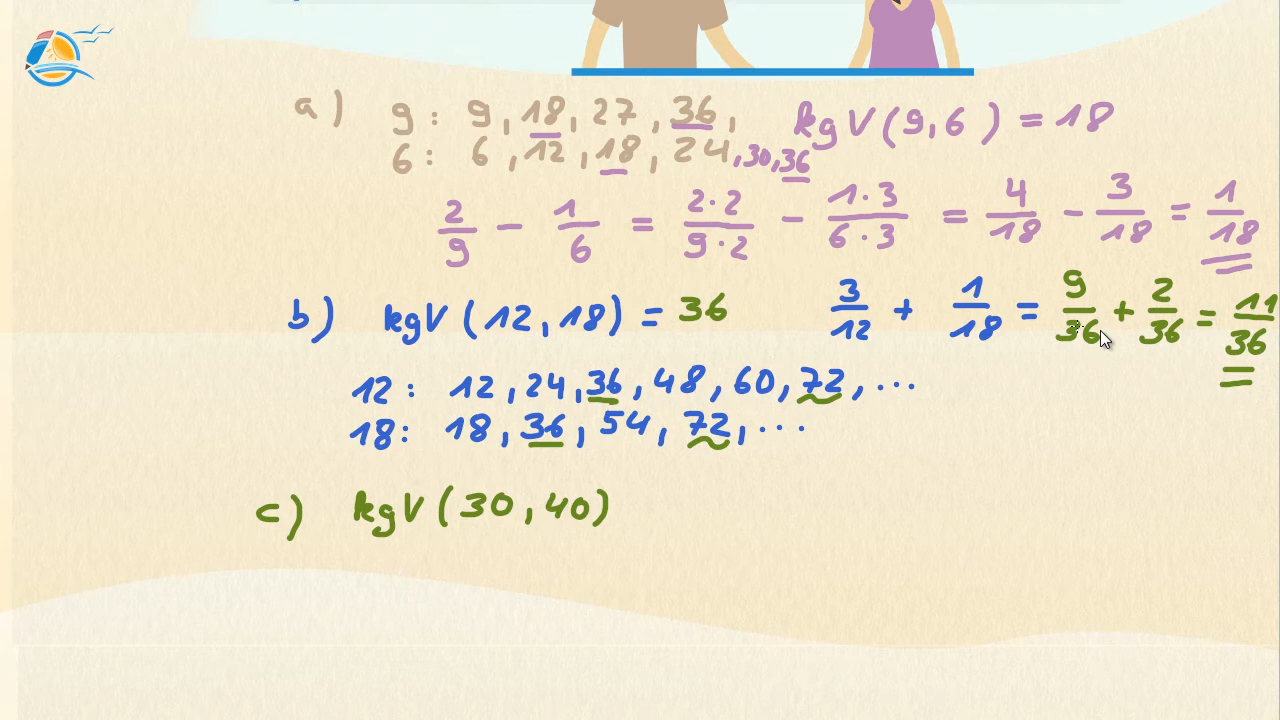 a) 9: 9, 18, 27, 36, kgV(9,6) = 18
6: 6, 12, 18, 24, 30, 36
2/9 - 1/6 = 2·2/9·2 - 1·3/6·3 = 4/18 - 3/18 = 1/18
b) kgV(12,18) = 36 3/12 + 1/18 = 9/36 + 2/36 = 11/36
12: 12, 24, 36, 48, 60, 72, ...
18: 18, 36, 54, 72, ...
c) kgV(30,40)